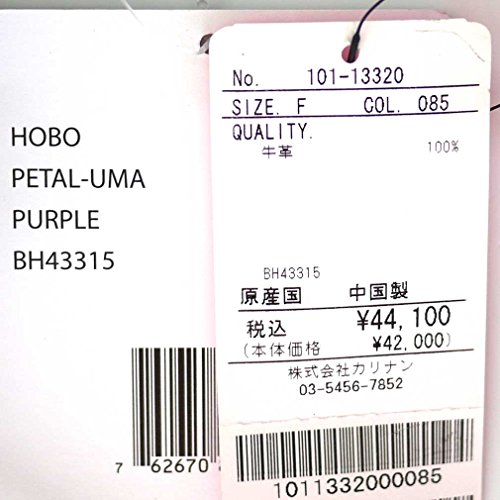 HOBO
PETAL-UMA
PURPLE
BH43315
7 62670
No. 101-13320
SIZE. F COL. 085
QUALITY.
牛革 100%
BH43315
原産国 中国製
税込 ¥44,100
(本体価格 ¥42,000)
株式会社カリナン
03-5456-7852
1011332000085